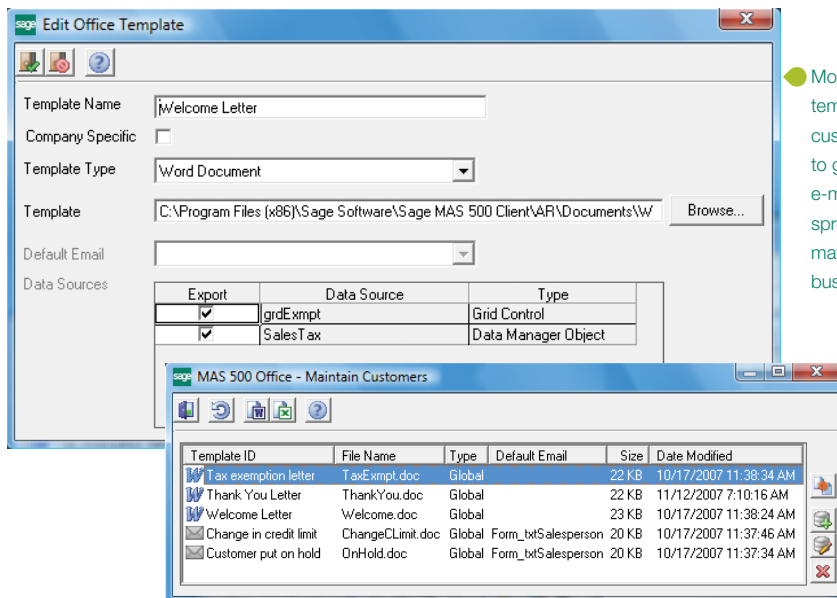 sage Edit Office Template
Template Name Welcome Letter
Company Specific
Template Type Word Document
Template C:\Program Files (x86)\Sage Software\Sage MAS 500 Client\AR\Documents\W Browse...
Default Email
Data Sources
Export Data Source Type
grdExmpt Grid Control
SalesTax Data Manager Object
sage MAS 500 Office - Maintain Customers
Template ID File Name Type Default Email Size Date Modified
Tax exemption letter TaxExmpt.doc Global 22 KB 10/17/2007 11:38:34 AM
Thank You Letter ThankYou.doc Global 22 KB 11/12/2007 7:10:16 AM
Welcome Letter Welcome.doc Global 23 KB 10/17/2007 11:38:24 AM
Change in credit limit ChangeCLimit.doc Global Form_txtSalesperson 20 KB 10/17/2007 11:37:46 AM
Customer put on hold OnHold.doc Global Form_txtSalesperson 20 KB 10/17/2007 11:37:34 AM
Mo
tem
cus
to g
e-m
spr
ma
bus